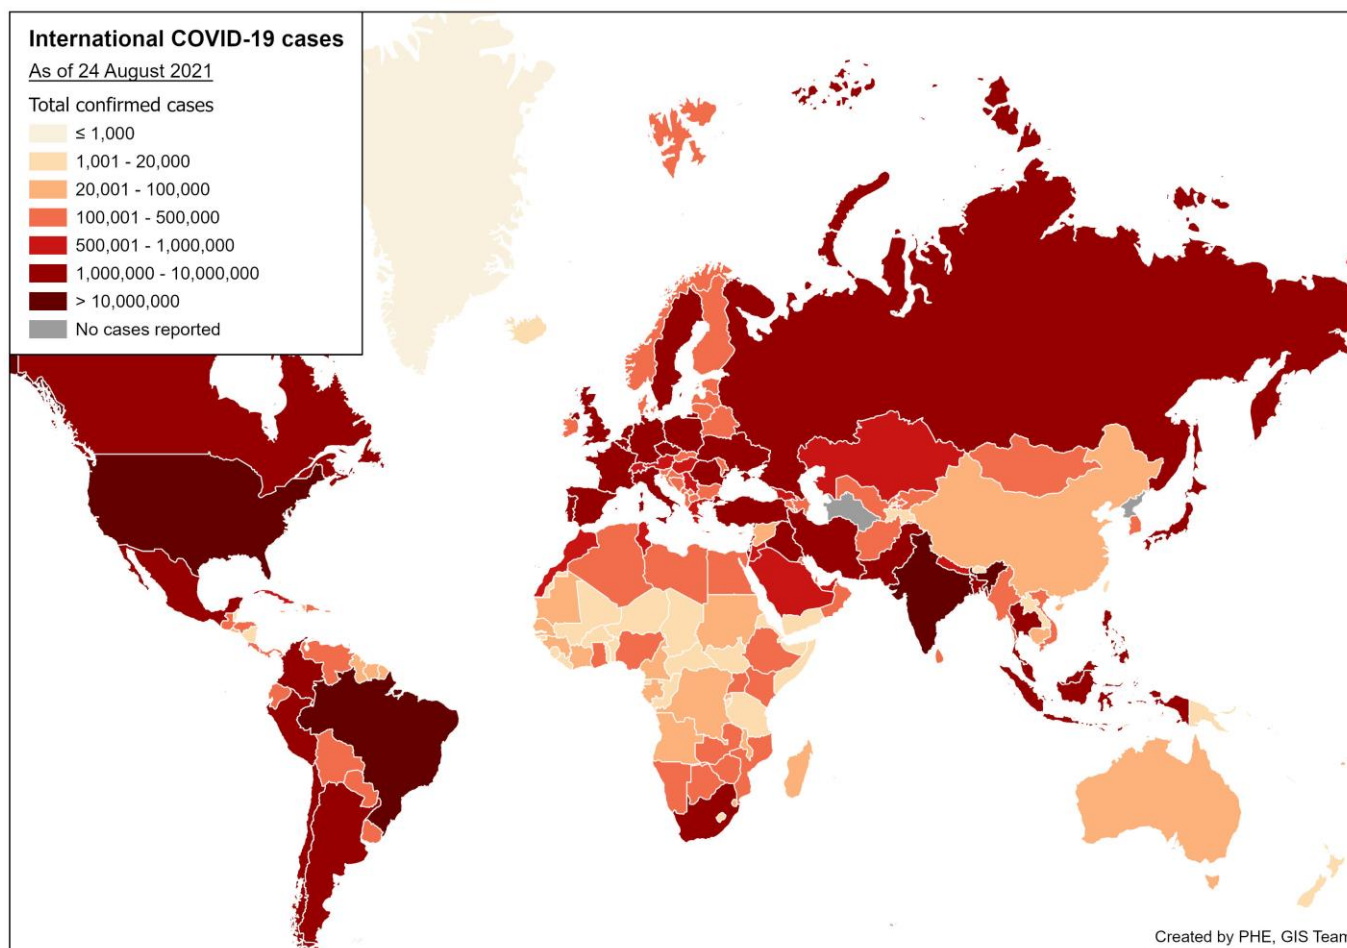 International COVID-19 cases
As of 24 August 2021
Total confirmed cases
≤ 1,000
1,001 - 20,000
20,001 - 100,000
100,001 - 500,000
500,001 - 1,000,000
1,000,000 - 10,000,000
> 10,000,000
No cases reported
Created by PHE, GIS Team